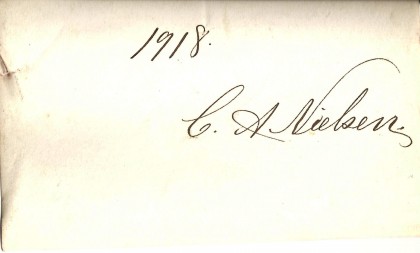 1918.
C. A Nielsen